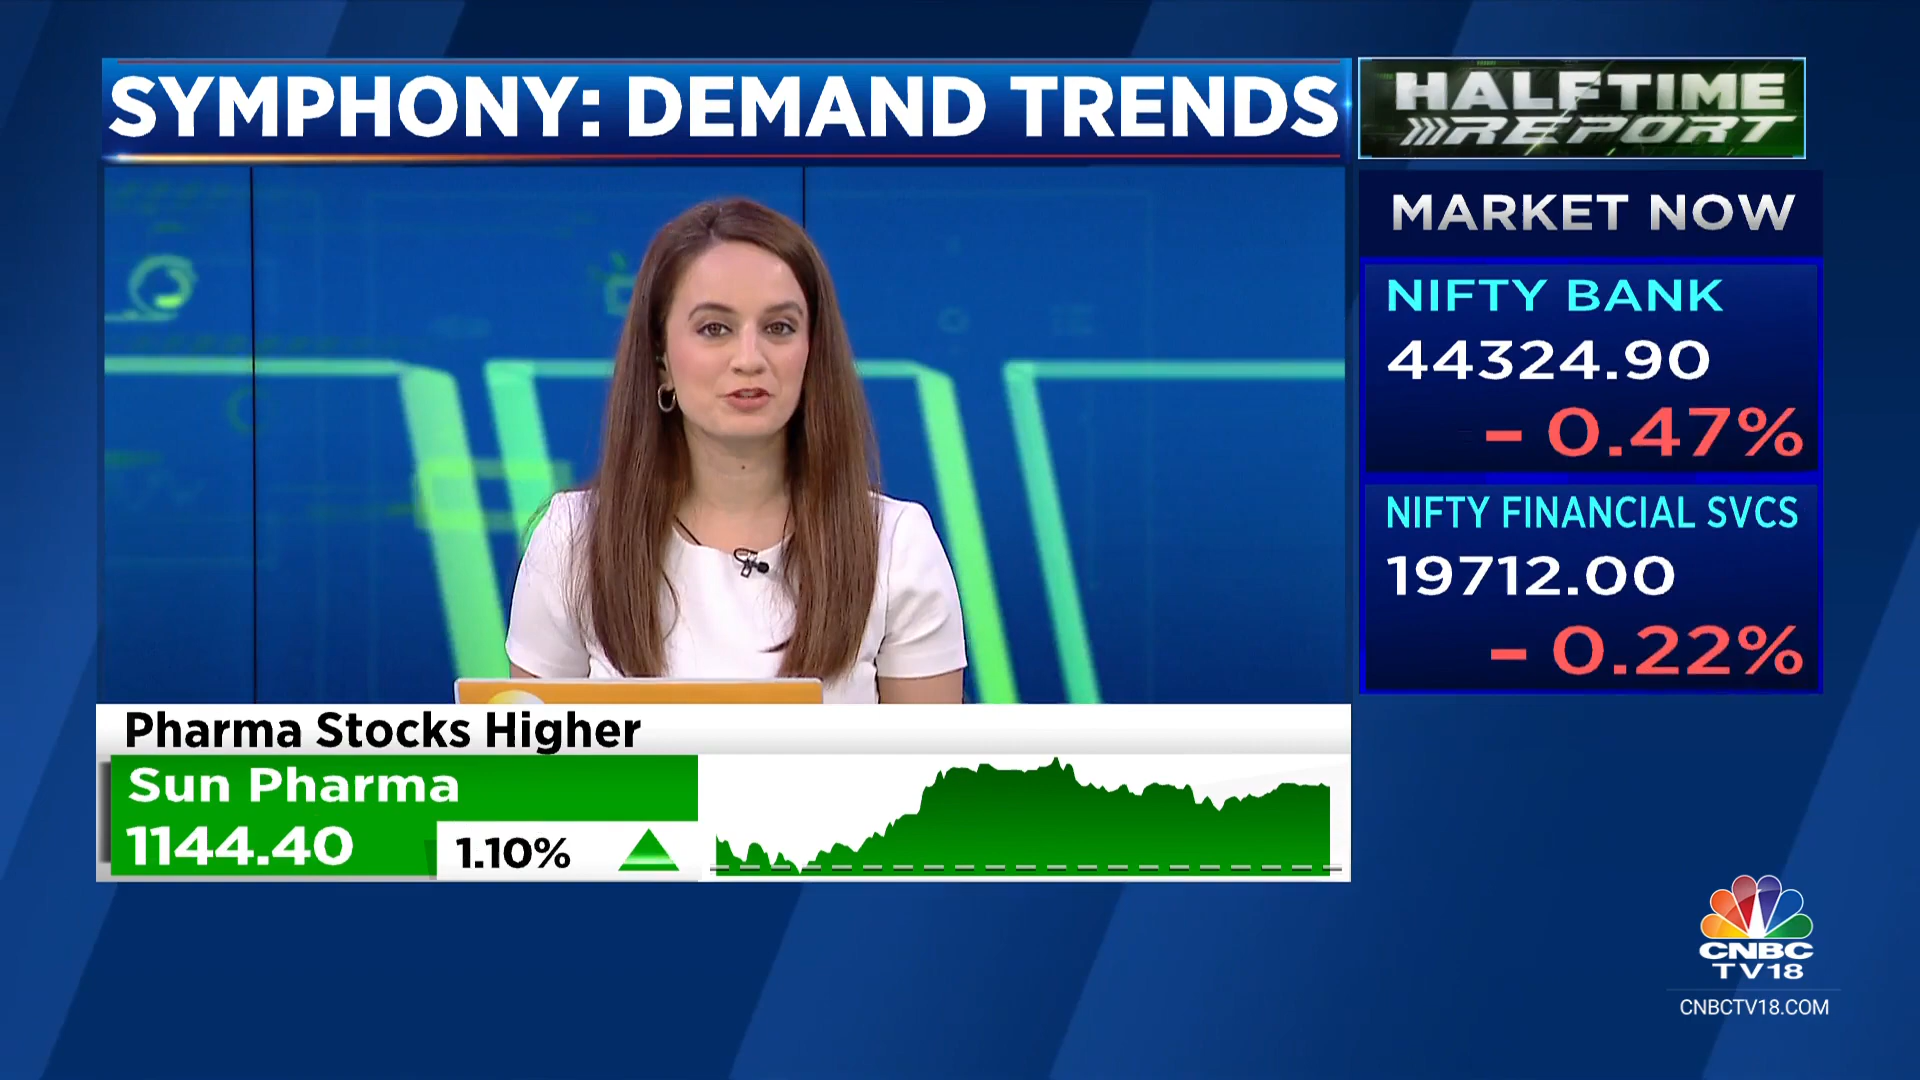 SYMPHONY: DEMAND TRENDS
HALFTIME
REPORT
MARKET NOW
NIFTY BANK
44324.90
– 0.47%
NIFTY FINANCIAL SVCS
19712.00
– 0.22%
Pharma Stocks Higher
Sun Pharma
1144.40
1.10%
CNBC
TV18
CNBCTV18.COM